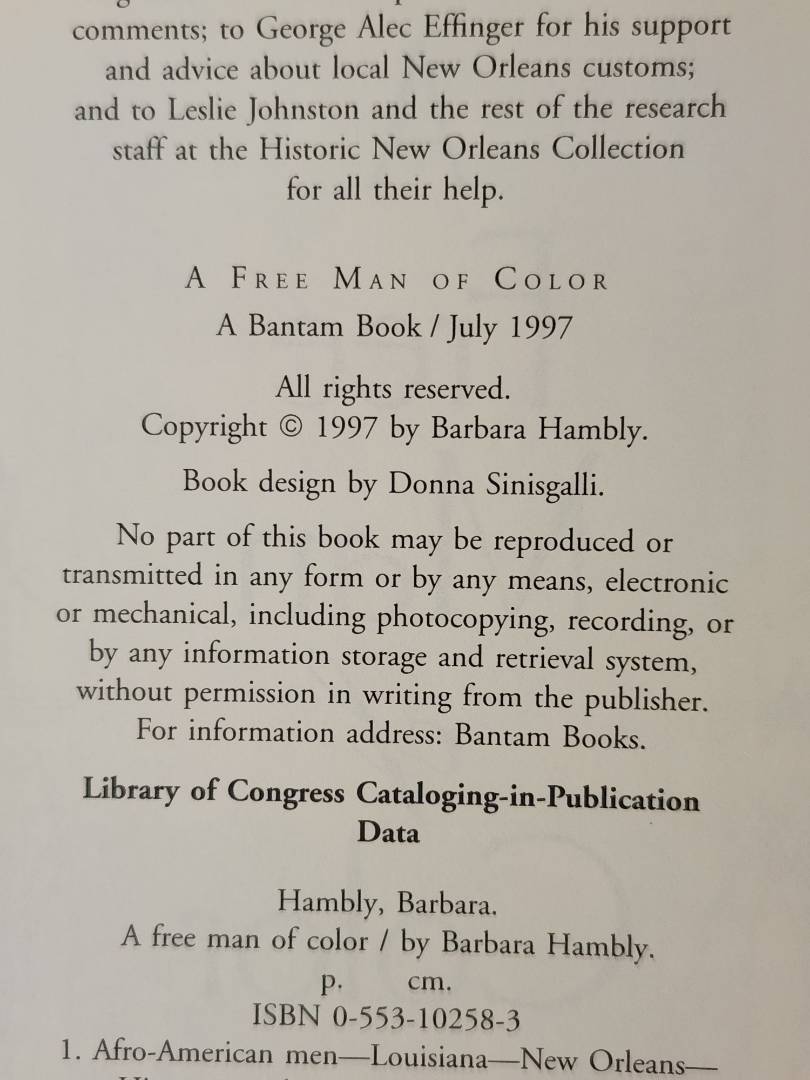 comments; to George Alec Effinger for his support
and advice about local New Orleans customs;
and to Leslie Johnston and the rest of the research
staff at the Historic New Orleans Collection
for all their help.
A FREE MAN OF COLOR
A Bantam Book / July 1997
All rights reserved.
Copyright © 1997 by Barbara Hambly.
Book design by Donna Sinisgalli.
No part of this book may be reproduced or
transmitted in any form or by any means, electronic
or mechanical, including photocopying, recording, or
by any information storage and retrieval system,
without permission in writing from the publisher.
For information address: Bantam Books.
Library of Congress Cataloging-in-Publication
Data
Hambly, Barbara.
A free man of color / by Barbara Hambly.
p. cm.
ISBN 0-553-10258-3
1. Afro-American men—Louisiana—New Orleans—